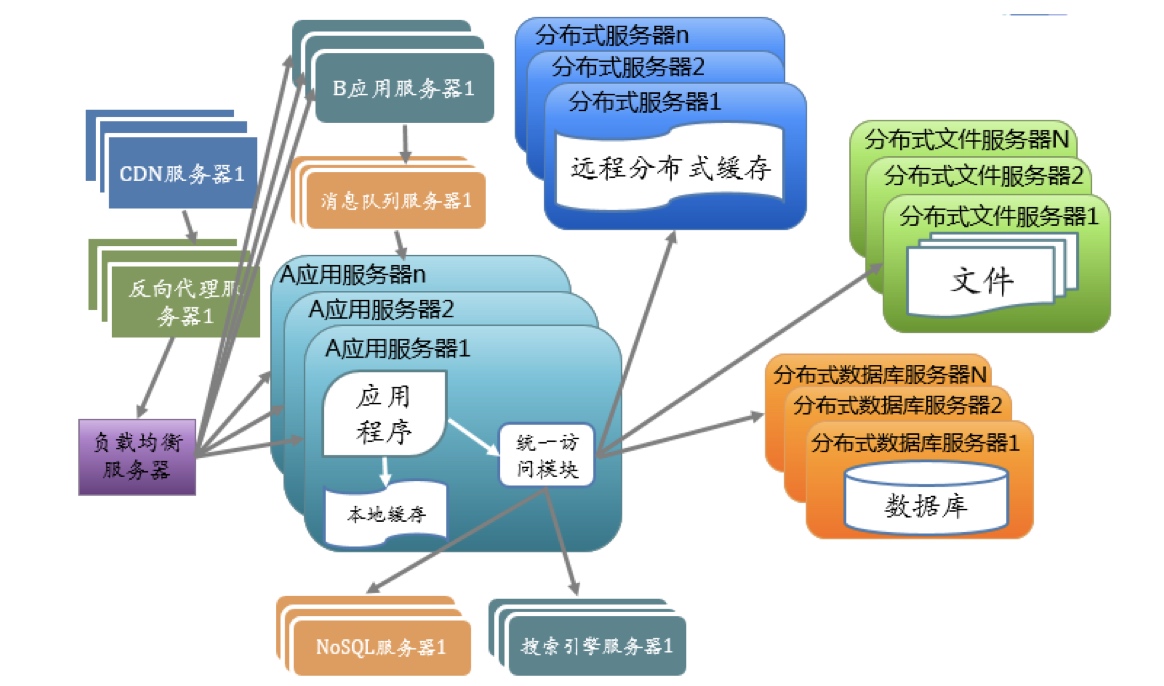 B应用服务器1
分布式服务器n
分布式服务器2
分布式服务器1
远程分布式缓存
CDN服务器1
消息队列服务器1
分布式文件服务器N
分布式文件服务器2
分布式文件服务器1
文件
反向代理服
务器1
A应用服务器n
A应用服务器2
A应用服务器1
应用
程序
统一访
问模块
本地缓存
负载均衡
服务器
分布式数据库服务器N
分布式数据库服务器2
分布式数据库服务器1
数据库
NoSQL服务器1
搜索引擎服务器1